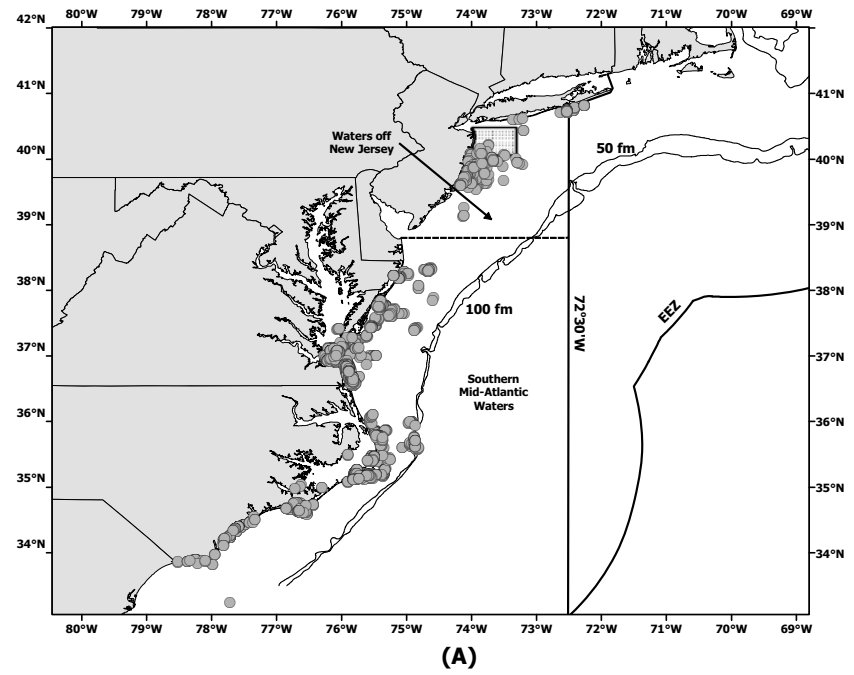 80°W 79°W 78°W 77°W 76°W 75°W 74°W 73°W 72°W 71°W 70°W 69°W
42°N
41°N 41°N
Waters off
New Jersey
50 fm
40°N 40°N
39°N 39°N
38°N 38°N
100 fm
72°30'W
EEZ
37°N 37°N
Southern
Mid-Atlantic
Waters
36°N 36°N
35°N 35°N
34°N 34°N
80°W 79°W 78°W 77°W 76°W 75°W 74°W 73°W 72°W 71°W 70°W 69°W
(A)